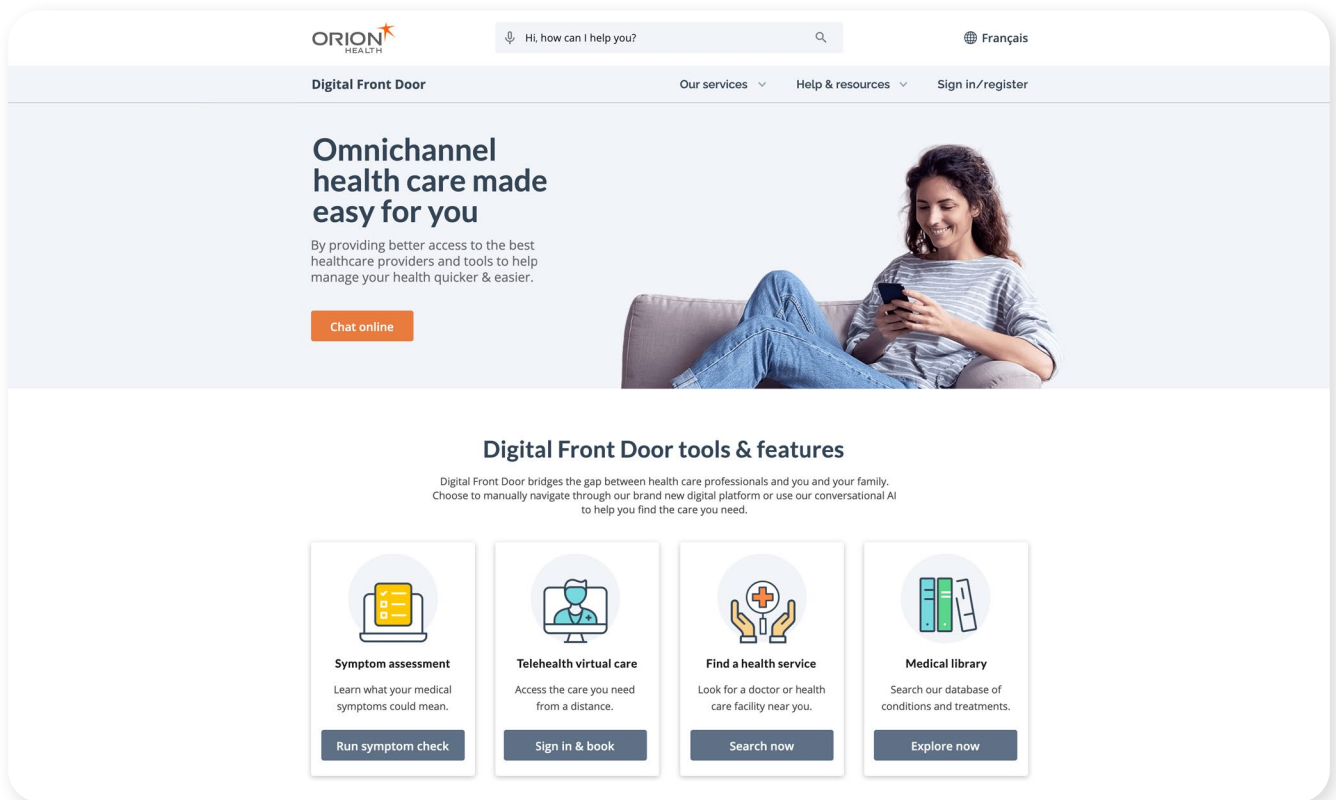 ORION
HEALTH
Hi, how can I help you?
Français
Digital Front Door
Our services
Help & resources
Sign in/register
Omnichannel
health care made
easy for you
By providing better access to the best
healthcare providers and tools to help
manage your health quicker & easier.
Chat online
Digital Front Door tools & features
Digital Front Door bridges the gap between health care professionals and you and your family.
Choose to manually navigate through our brand new digital platform or use our conversational AI
to help you find the care you need.
Symptom assessment
Learn what your medical
symptoms could mean.
Run symptom check
Telehealth virtual care
Access the care you need
from a distance.
Sign in & book
Find a health service
Look for a doctor or health
care facility near you.
Search now
Medical library
Search our database of
conditions and treatments.
Explore now